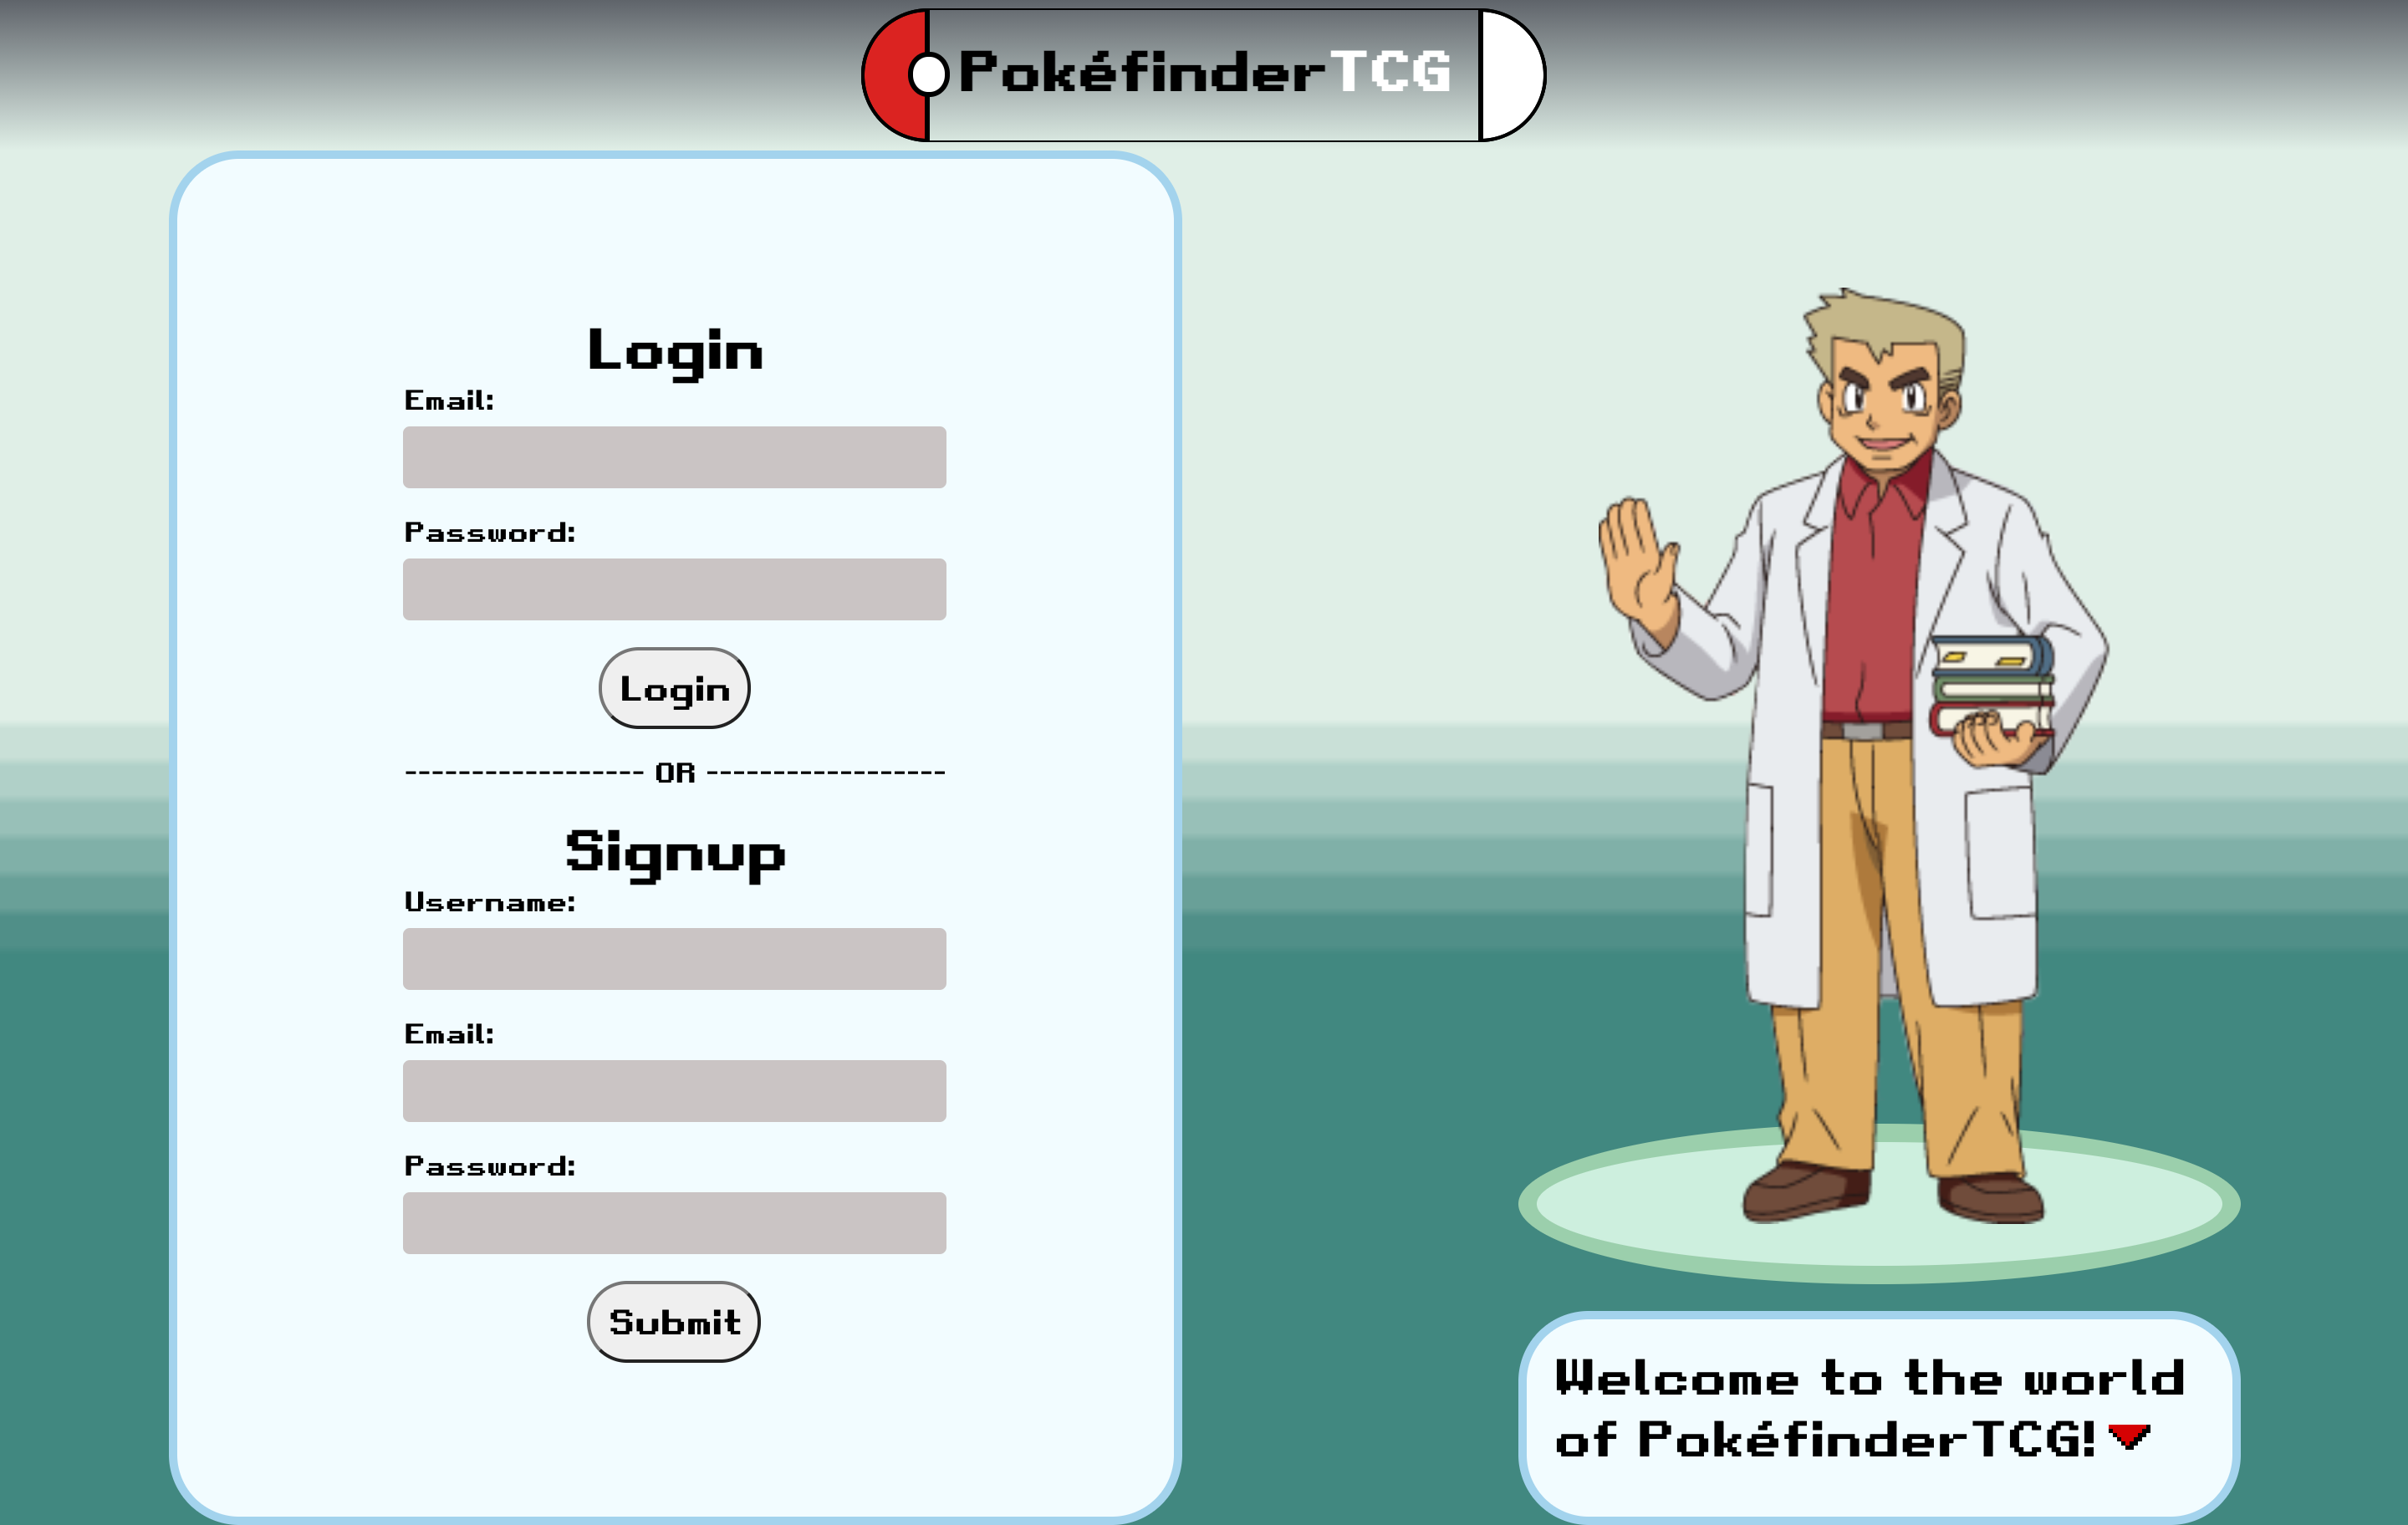 PokéfinderTCG
Login
Email:
Password:
Login
------------------ OR ------------------
Signup
Username:
Email:
Password:
Submit
Welcome to the world
of PokéfinderTCG!